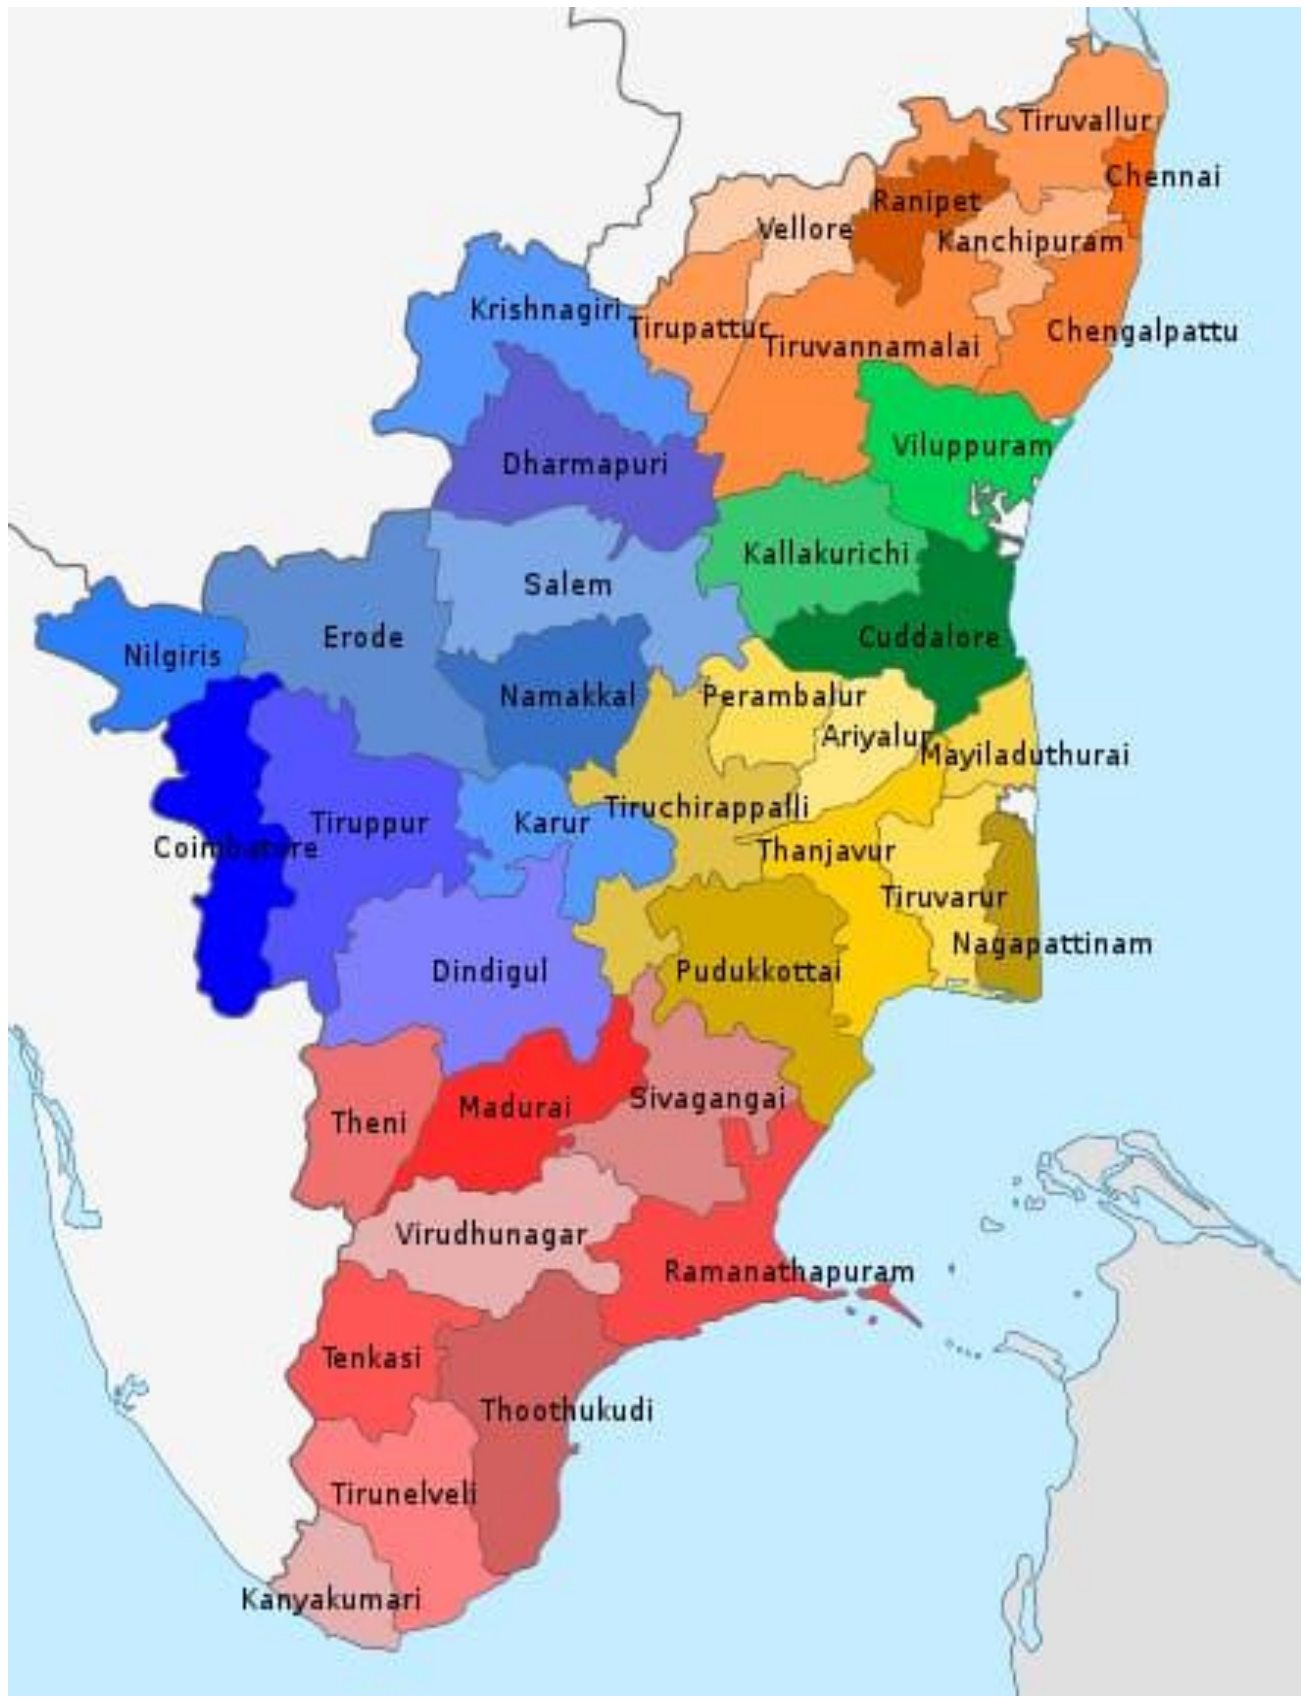 Tiruvallur
Chennai
Ranipet
Vellore
Kanchipuram
Krishnagiri
Tirupattur
Chengalpattu
Tiruvannamalai
Viluppuram
Dharmapuri
Kallakurichi
Salem
Erode
Cuddalore
Nilgiris
Namakkal
Perambalur
Ariyalur
Mayiladuthurai
Tiruchirappalli
Tiruppur
Karur
Coimbatore
Thanjavur
Tiruvarur
Nagapattinam
Dindigul
Pudukkottai
Sivagangai
Madurai
Theni
Virudhunagar
Ramanathapuram
Tenkasi
Thoothukudi
Tirunelveli
Kanyakumari